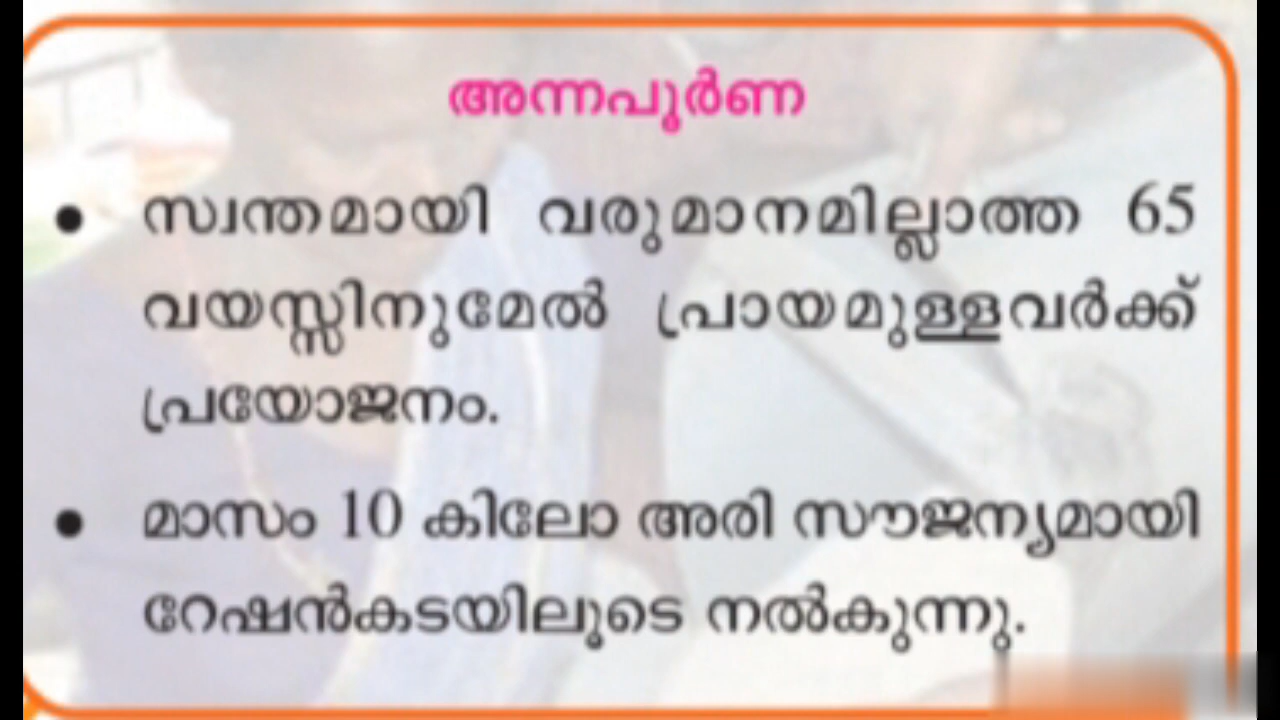 അന്നപൂർണ
• സ്വന്തമായി വരുമാനമില്ലാത്ത 65
വയസ്സിനുമേൽ പ്രായമുള്ളവർക്ക്
പ്രയോജനം.
• മാസം 10 കിലോ അരി സൗജന്യമായി
റേഷൻകടയിലൂടെ നൽകുന്നു.